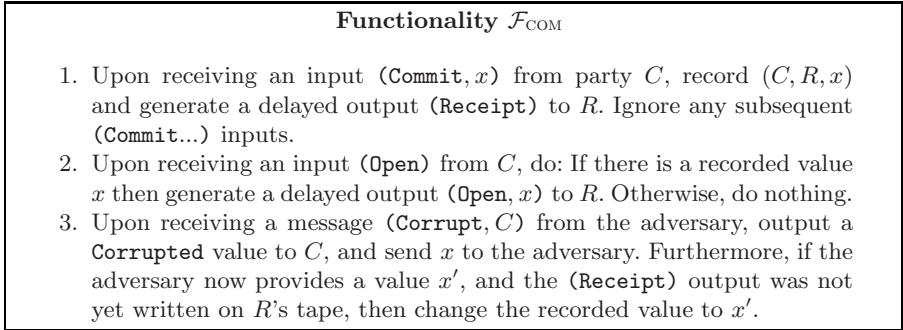 Functionality 𝓕COM
1. Upon receiving an input (Commit, x) from party C, record (C, R, x)
and generate a delayed output (Receipt) to R. Ignore any subsequent
(Commit...) inputs.
2. Upon receiving an input (Open) from C, do: If there is a recorded value
x then generate a delayed output (Open, x) to R. Otherwise, do nothing.
3. Upon receiving a message (Corrupt, C) from the adversary, output a
Corrupted value to C, and send x to the adversary. Furthermore, if the
adversary now provides a value x′, and the (Receipt) output was not
yet written on R's tape, then change the recorded value to x′.